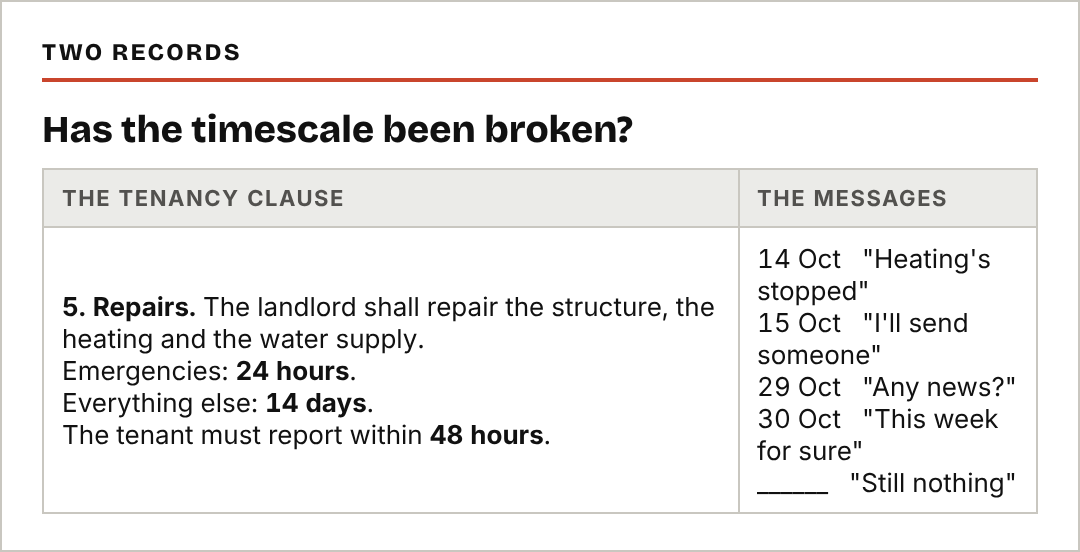 TWO RECORDS
Has the timescale been broken?
THE TENANCY CLAUSE
5. Repairs. The landlord shall repair the structure, the
heating and the water supply.
Emergencies: 24 hours.
Everything else: 14 days.
The tenant must report within 48 hours.
THE MESSAGES
14 Oct "Heating's
stopped"
15 Oct "I'll send
someone"
29 Oct "Any news?"
30 Oct "This week
for sure"
______ "Still nothing"